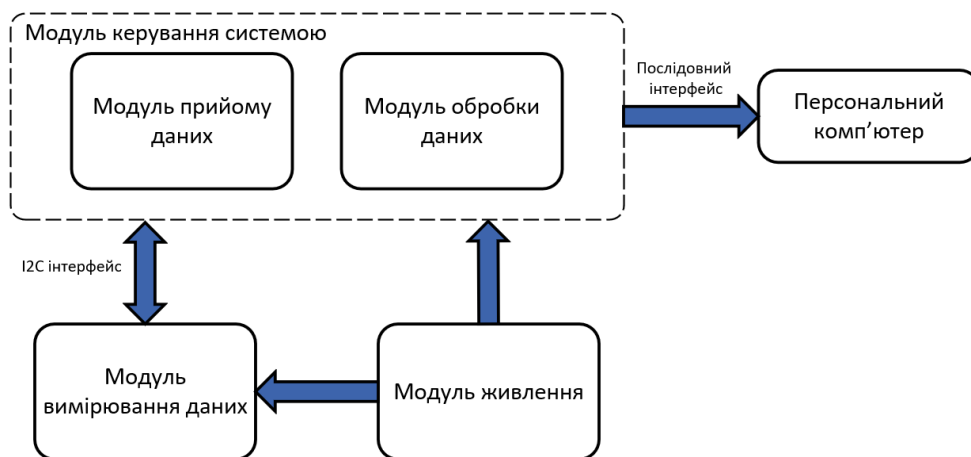 Модуль керування системою
Модуль прийому
даних
Модуль обробки
даних
Послідовний
інтерфейс
Персональний
комп’ютер
I2C інтерфейс
Модуль
вимірювання даних
Модуль живлення